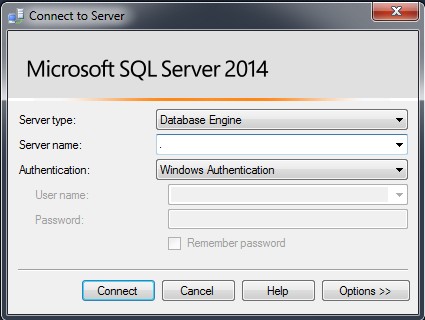 Connect to Server
Microsoft SQL Server 2014
Server type: Database Engine
Server name: .
Authentication: Windows Authentication
User name:
Password:
Remember password
Connect Cancel Help Options >>